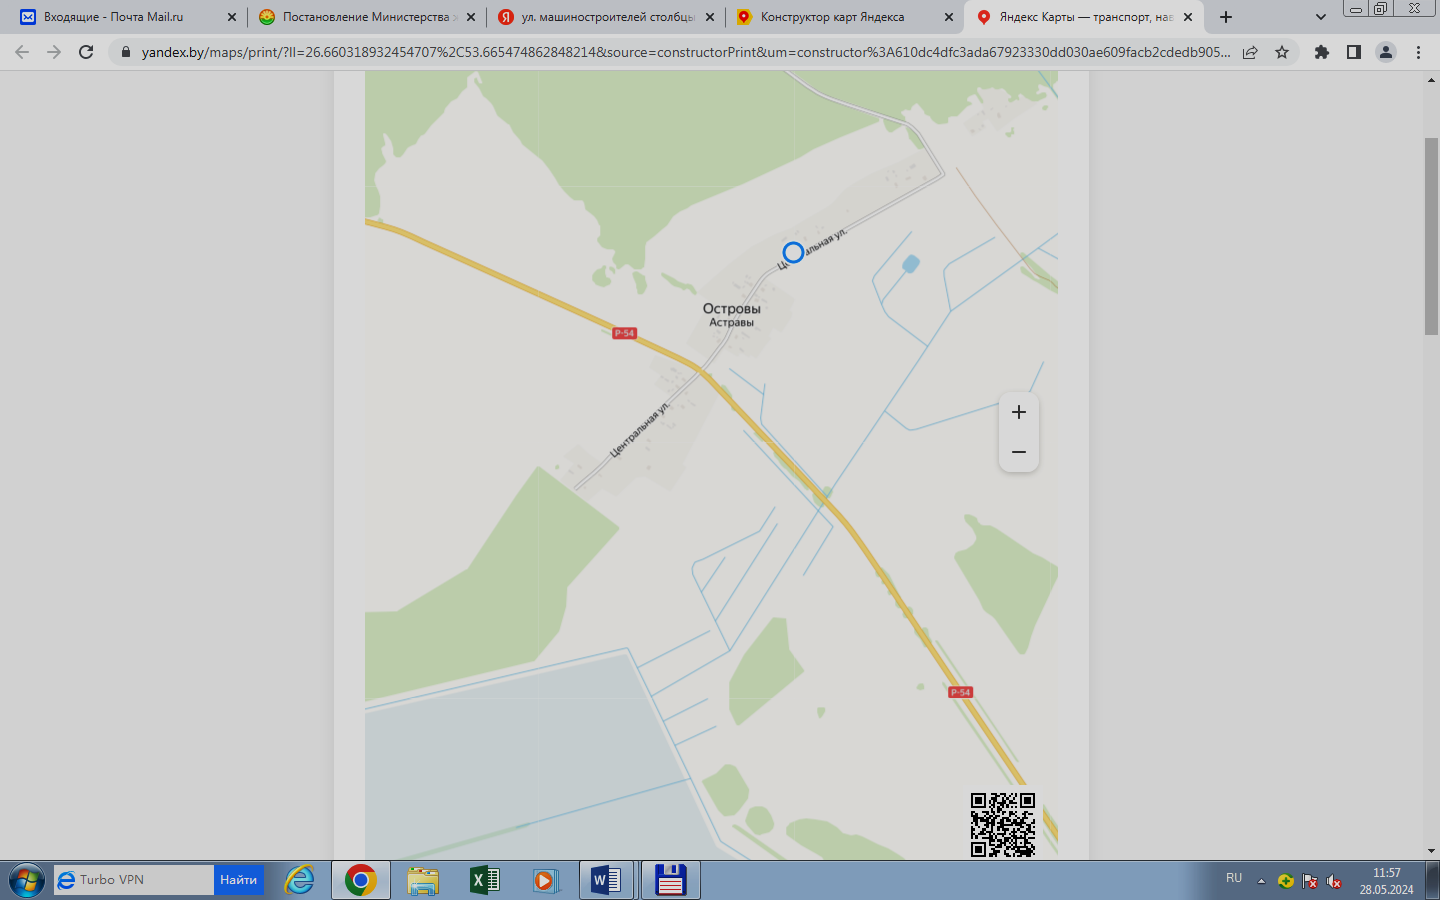 Входящие - Почта Mail.ru
Постановление Министерства
ул. машиностроителей столбцы
Конструктор карт Яндекса
Яндекс Карты — транспорт, нав
yandex.by/maps/print/?ll=26.660318932454707%2C53.665474862848214&source=constructorPrint&um=constructor%3A610dc4dfc3ada67923330dd030ae609facb2cdedb905...
Центральная ул.
Островы
Астравы
P-54
Центральная ул.
P-54
Turbo VPN
Найти
RU
11:57
28.05.2024